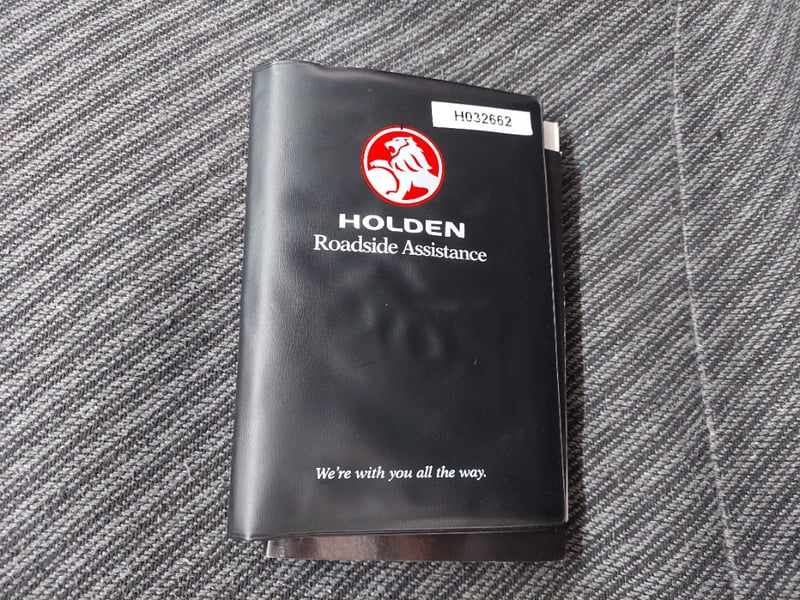 H032662
HOLDEN
Roadside Assistance
We're with you all the way.